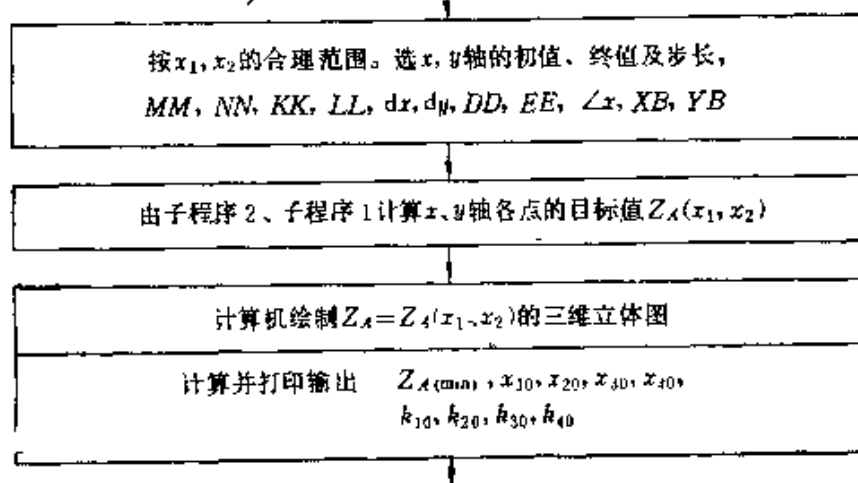 按x₁, x₂的合理范围。选x, y轴的初值、终值及步长,
MM, NN, KK, LL, dx, dy, DD, EE, ∠x, XB, YB
由子程序2、子程序1计算x、y轴各点的目标值Z_A(x₁, x₂)
计算机绘制Z_A=Z_A(x₁、x₂)的三维立体图
计算并打印输出 Z_A(min), x₁₀, x₂₀, x₃₀, x₄₀,
k₁₀, k₂₀, k₃₀, k₄₀